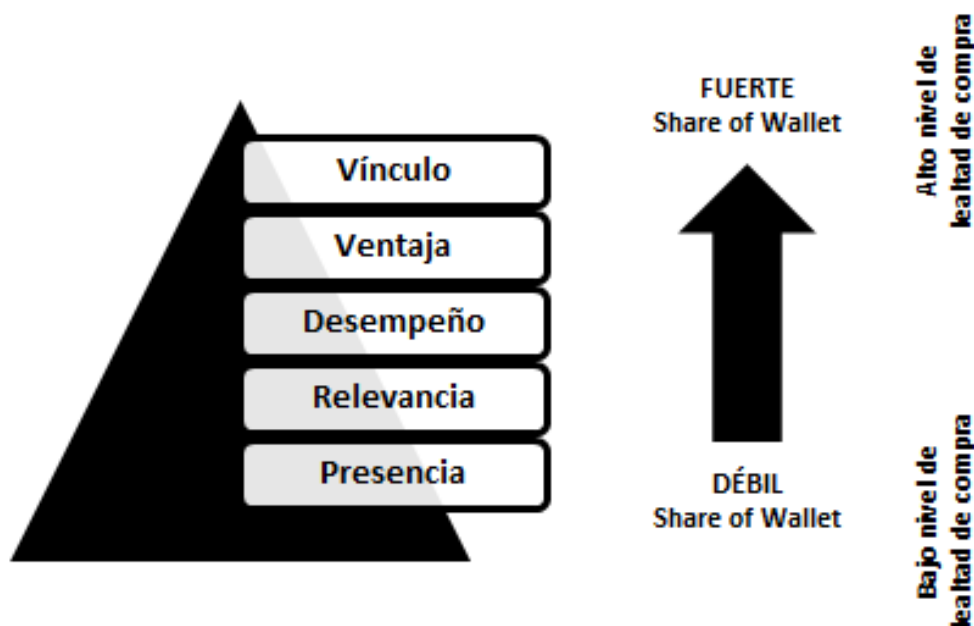 Vínculo
Ventaja
Desempeño
Relevancia
Presencia
FUERTE
Share of Wallet
DÉBIL
Share of Wallet
Alto nivel de
lealtad de compra
Bajo nivel de
lealtad de compra